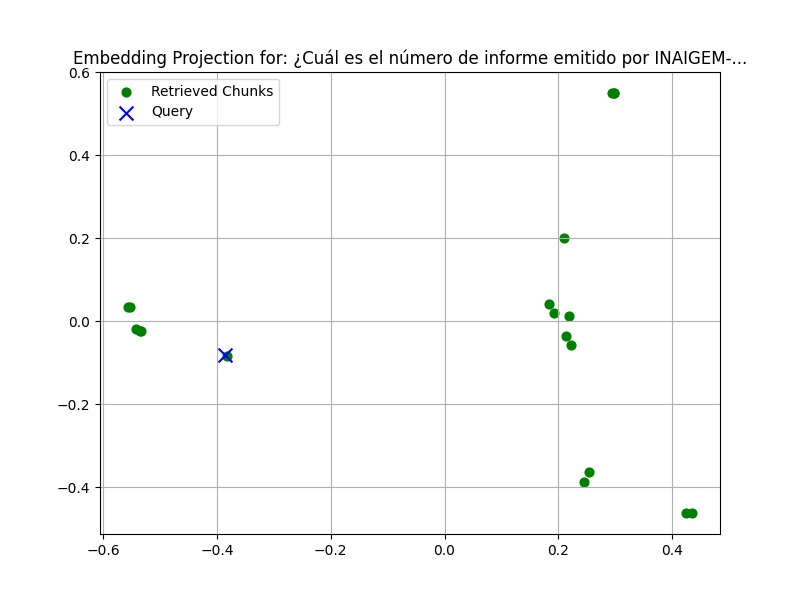 Embedding Projection for: ¿Cuál es el número de informe emitido por INAIGEM-...
Retrieved Chunks
Query
0.6
0.4
0.2
0.0
−0.2
−0.4
−0.6 −0.4 −0.2 0.0 0.2 0.4